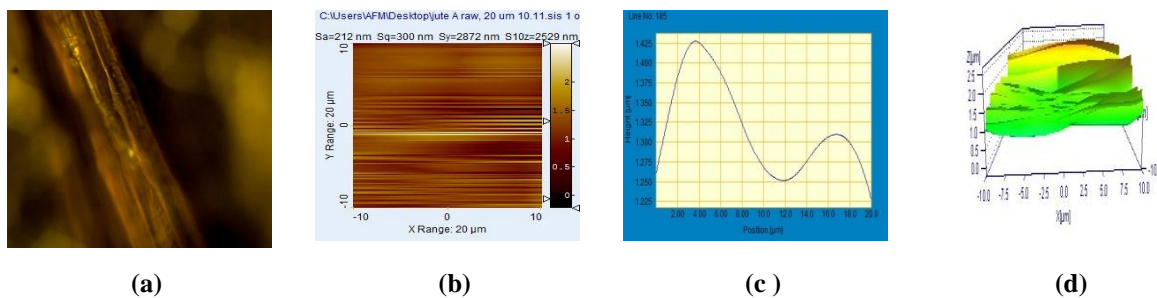 C:\Users\AFM\Desktop\jute A raw, 20 um 10.11.sis 1 o
Sa=212 nm Sq=300 nm Sy=2872 nm S10z=2529 nm
10
0
-10
Y Range: 20 µm
-10 0 10
X Range: 20 µm
2
1.5
1
0.5
0
Line No: 185
1.425
1.400
1.375
1.350
1.325
1.300
1.275
1.250
1.225
Height [µm]
2.00 4.00 6.00 8.00 10.0 12.0 14.0 16.0 18.0 20.0
Position [µm]
Z[µm]
2.5
2.0
1.5
1.0
0.5
0.0
-10.0 -7.5 -5.0 -2.5 0.0 2.5 5.0 7.5 10.0
-10
X[µm]
(a) (b) (c ) (d)